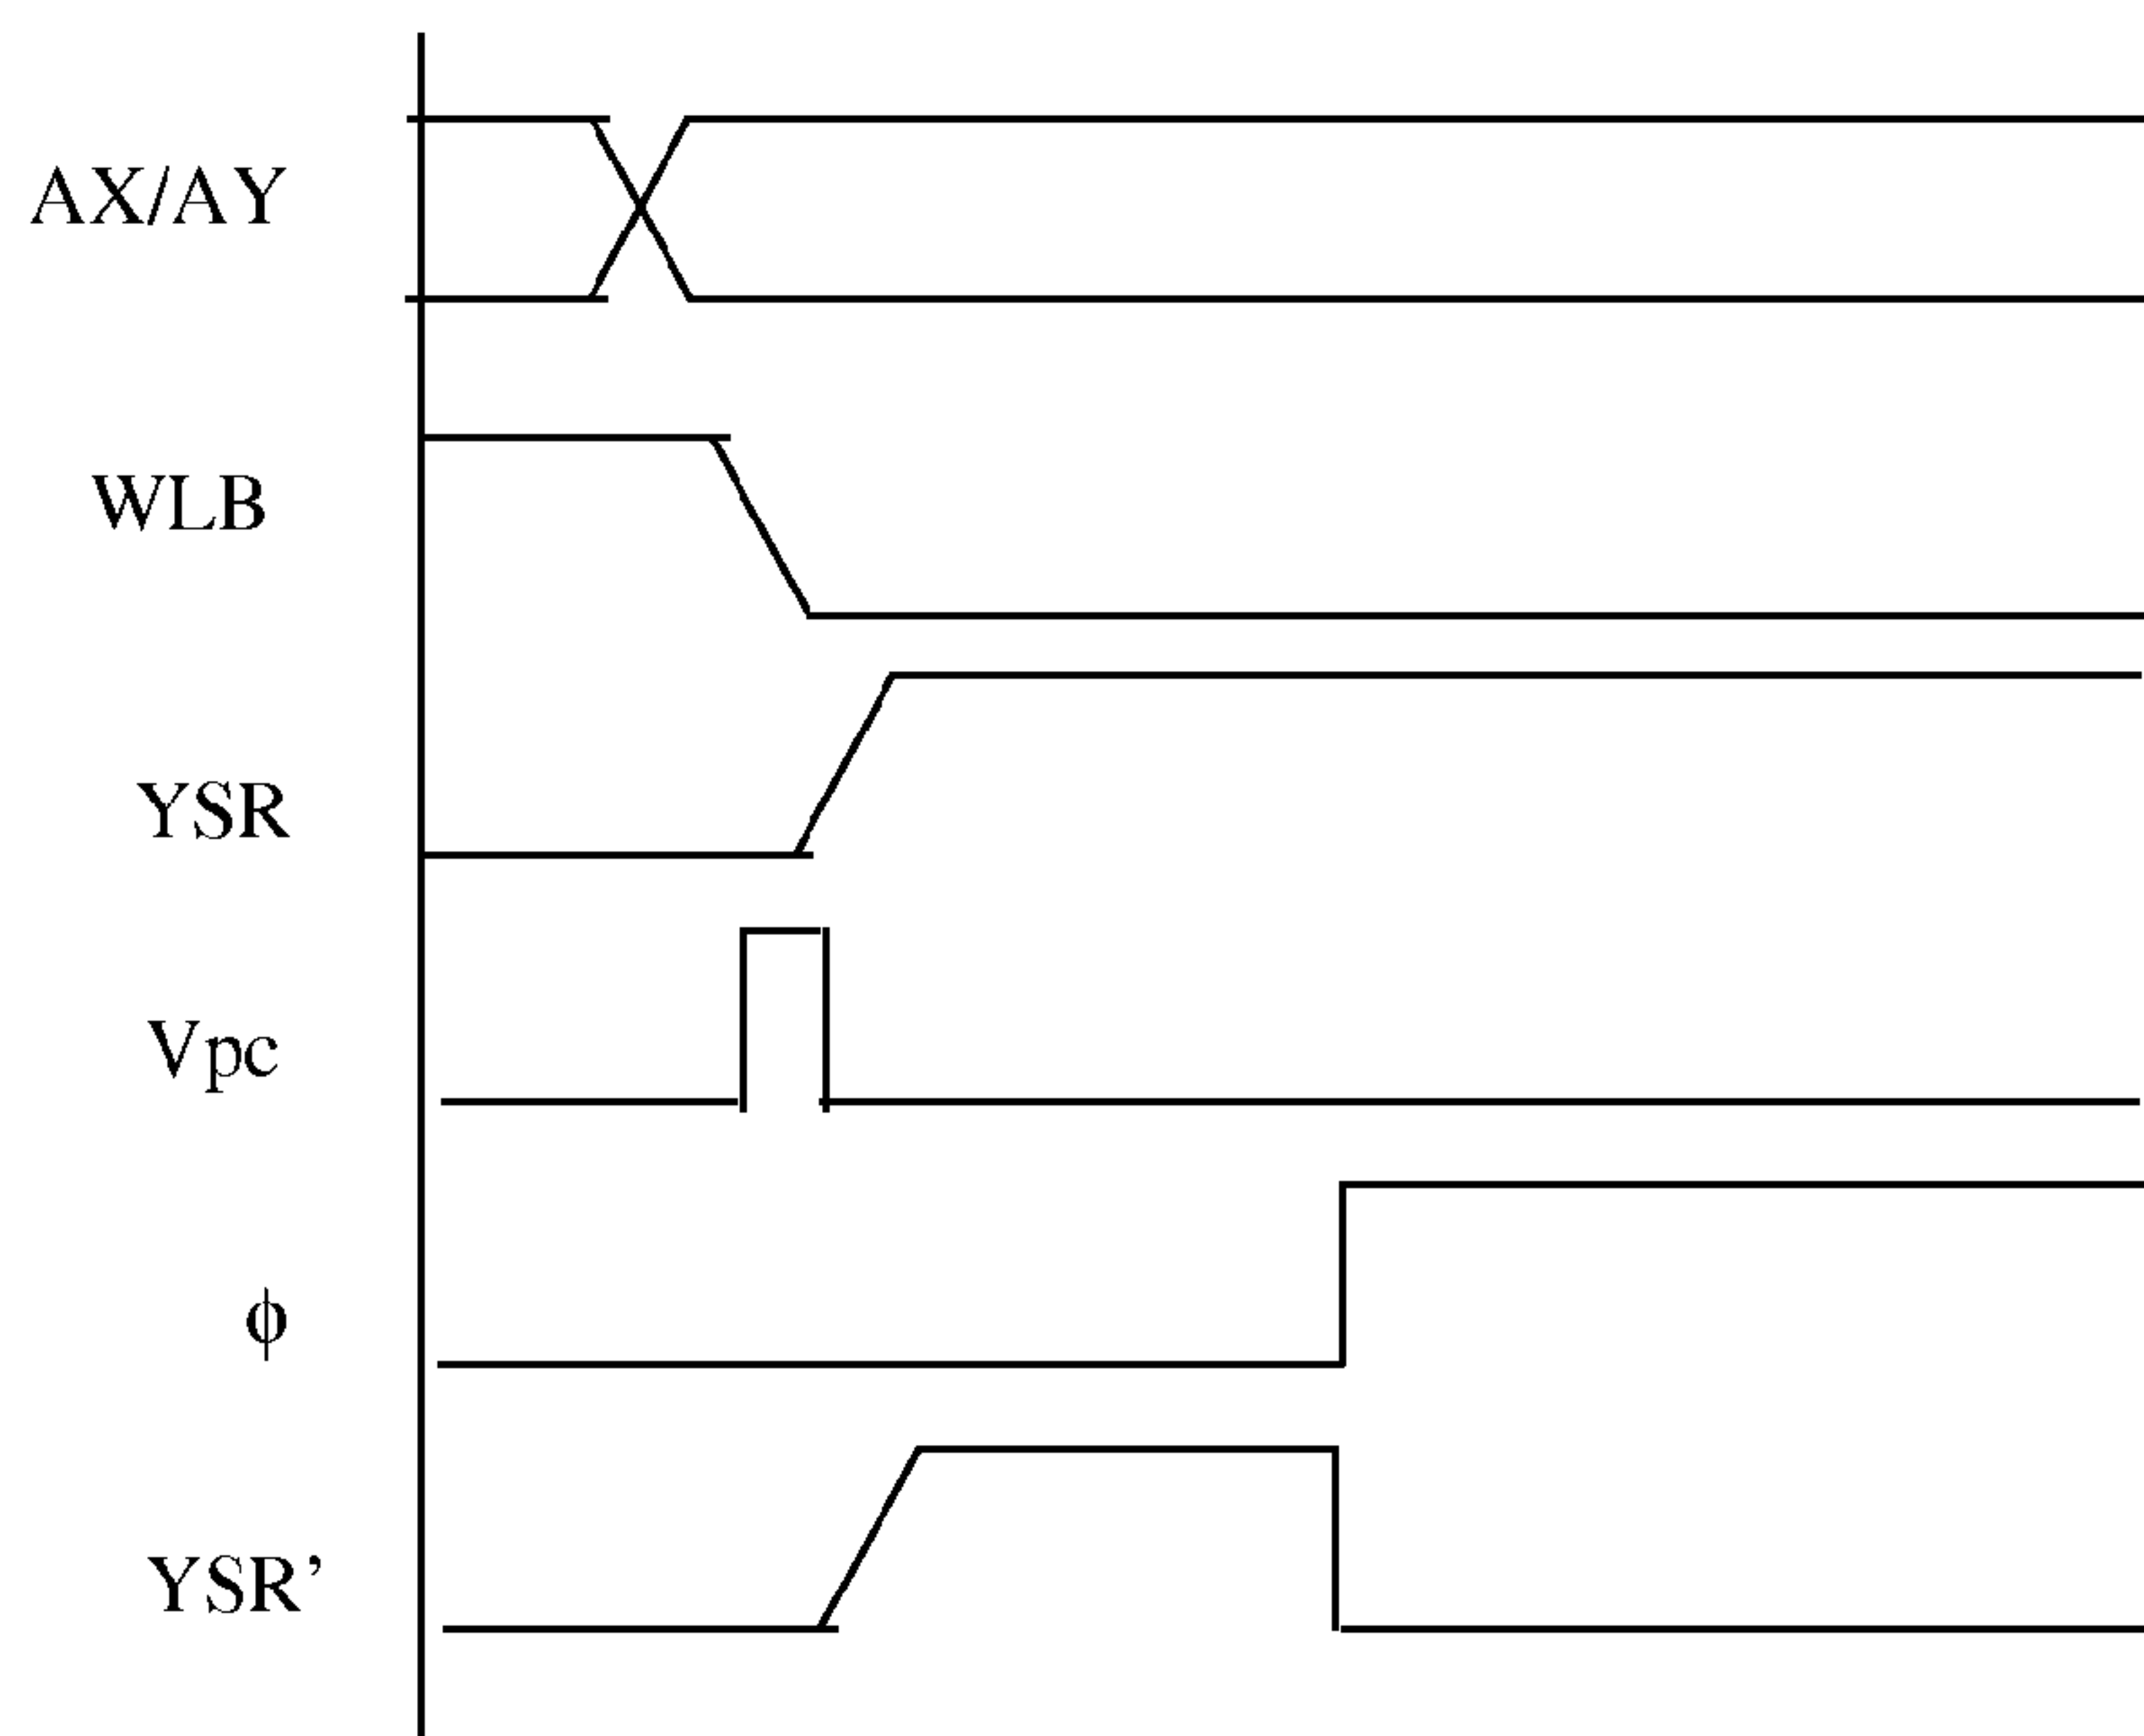 AX/AY
WLB
YSR
Vpc
ϕ
YSR’